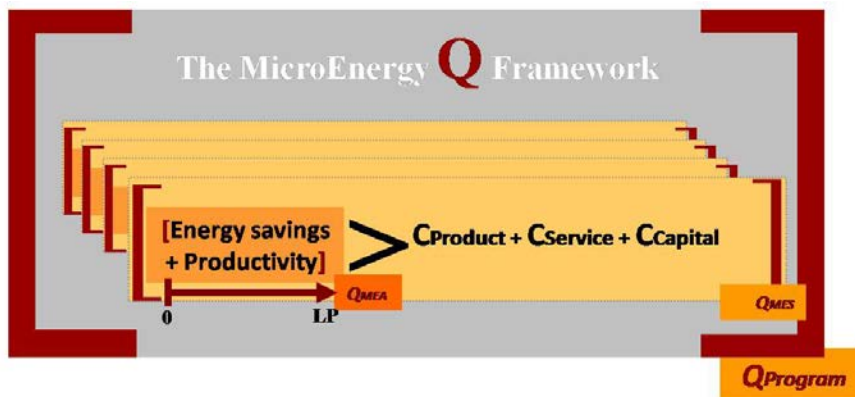 The MicroEnergy Q Framework
[Energy savings
+ Productivity]
> CProduct + CService + CCapital
QMEA
0
LP
QMES
QProgram